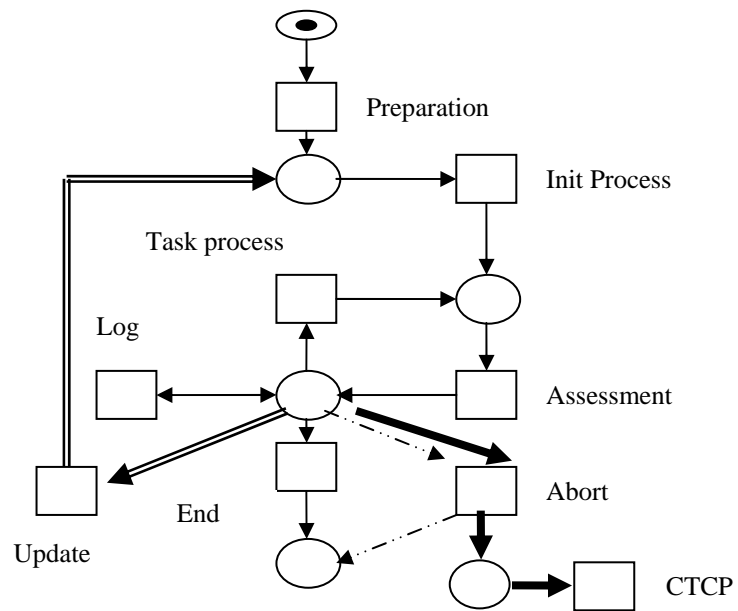 Preparation
Init Process
Task process
Log
Assessment
Abort
End
Update
CTCP